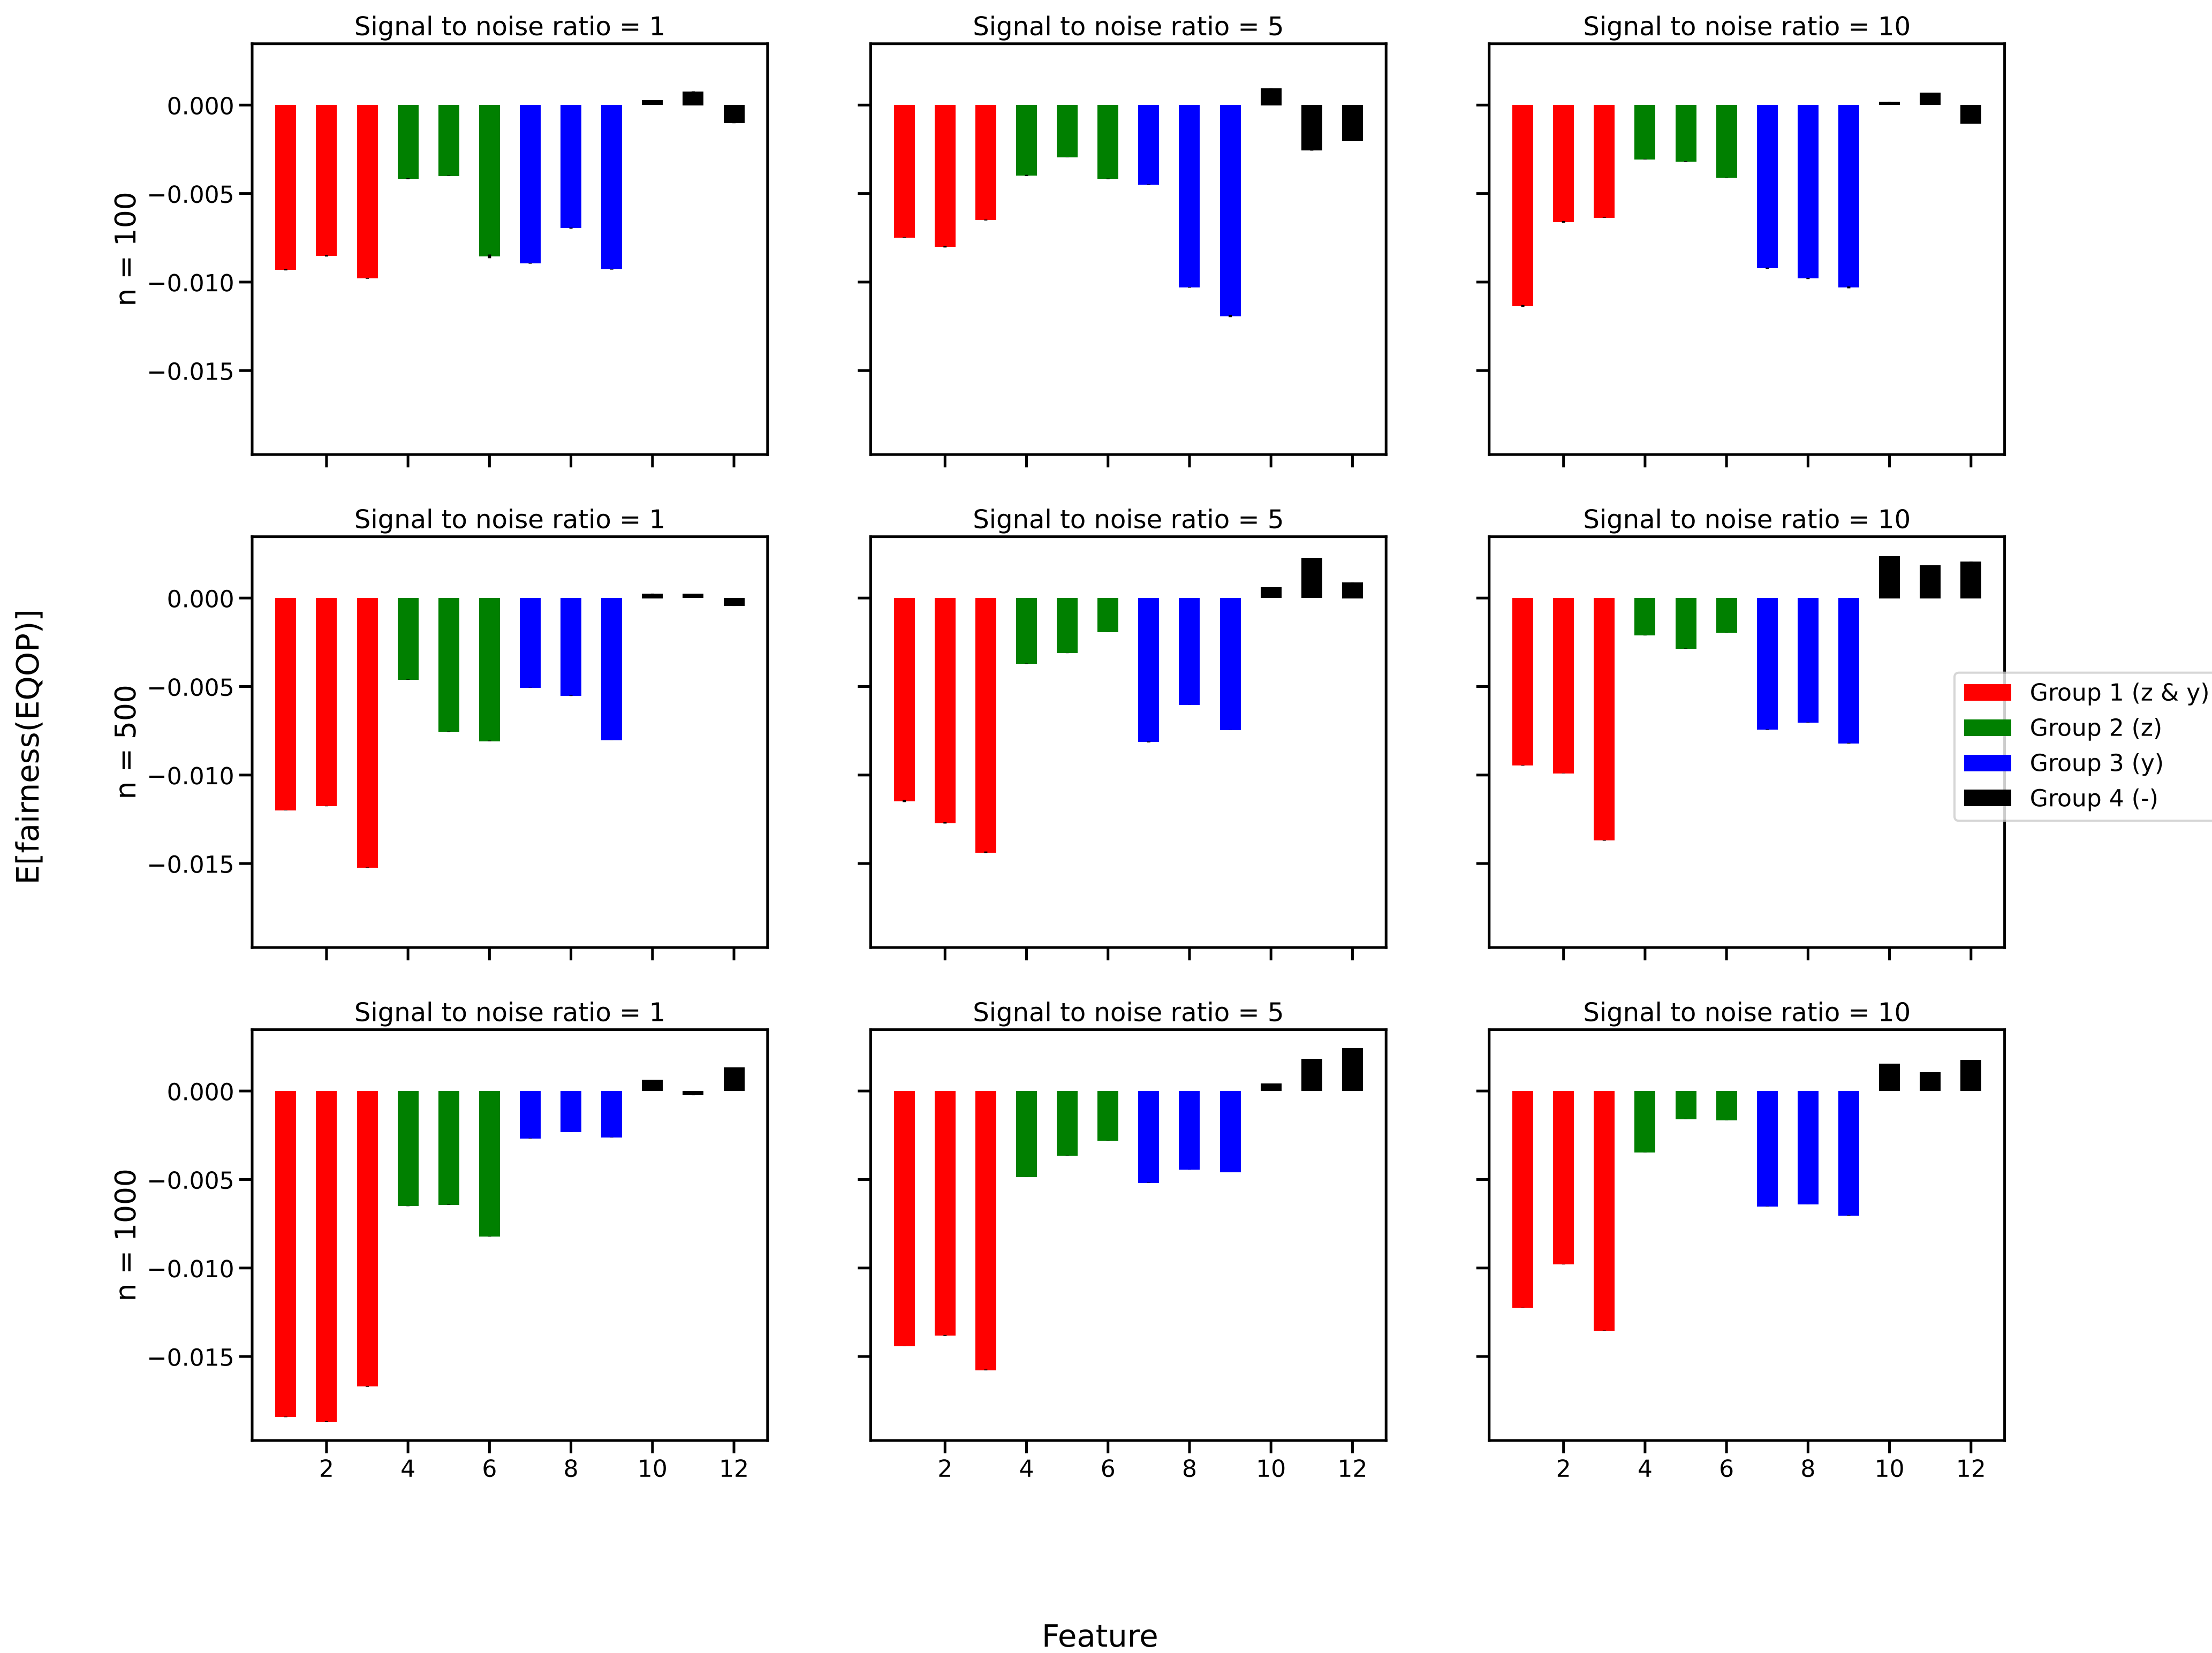 Signal to noise ratio = 1
Signal to noise ratio = 5
Signal to noise ratio = 10
0.000
−0.005
−0.010
−0.015
n = 100
Signal to noise ratio = 1
Signal to noise ratio = 5
Signal to noise ratio = 10
0.000
−0.005
−0.010
−0.015
n = 500
E[fairness(EQOP)]
Group 1 (z & y)
Group 2 (z)
Group 3 (y)
Group 4 (-)
Signal to noise ratio = 1
Signal to noise ratio = 5
Signal to noise ratio = 10
0.000
−0.005
−0.010
−0.015
n = 1000
2 4 6 8 10 12
2 4 6 8 10 12
2 4 6 8 10 12
Feature